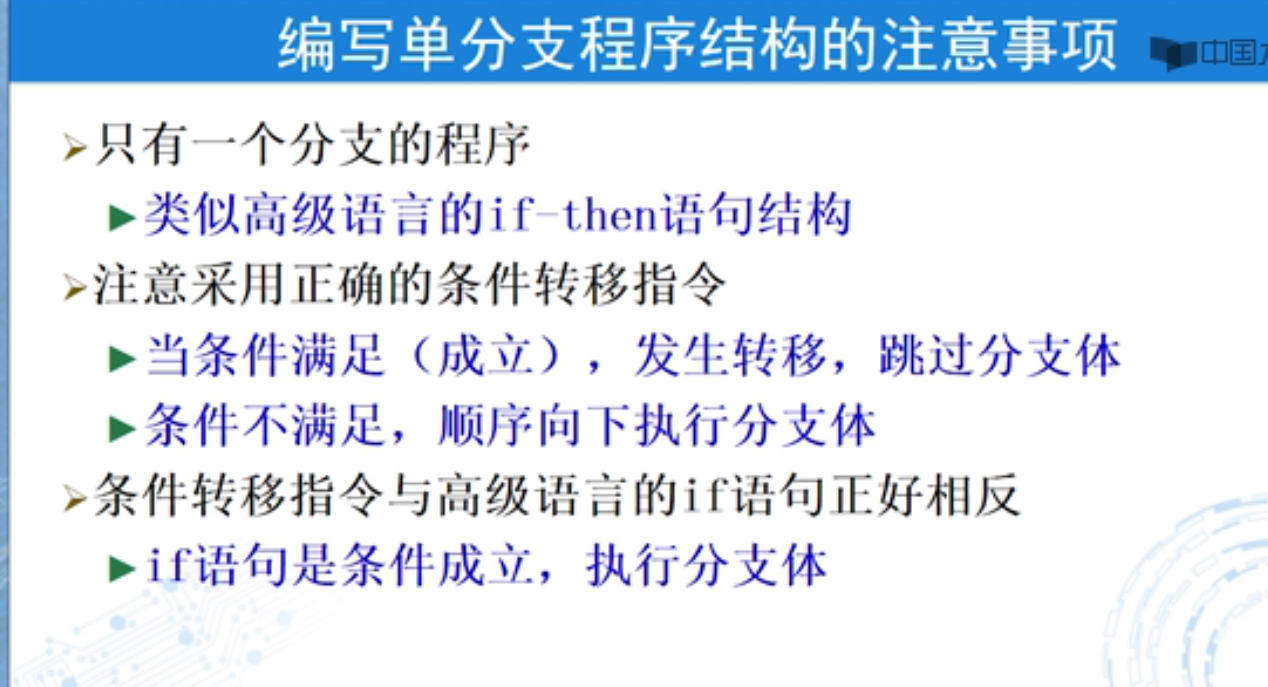 编写单分支程序结构的注意事项
中国
只有一个分支的程序
类似高级语言的if-then语句结构
注意采用正确的条件转移指令
当条件满足（成立），发生转移，跳过分支体
条件不满足，顺序向下执行分支体
条件转移指令与高级语言的if语句正好相反
if语句是条件成立，执行分支体